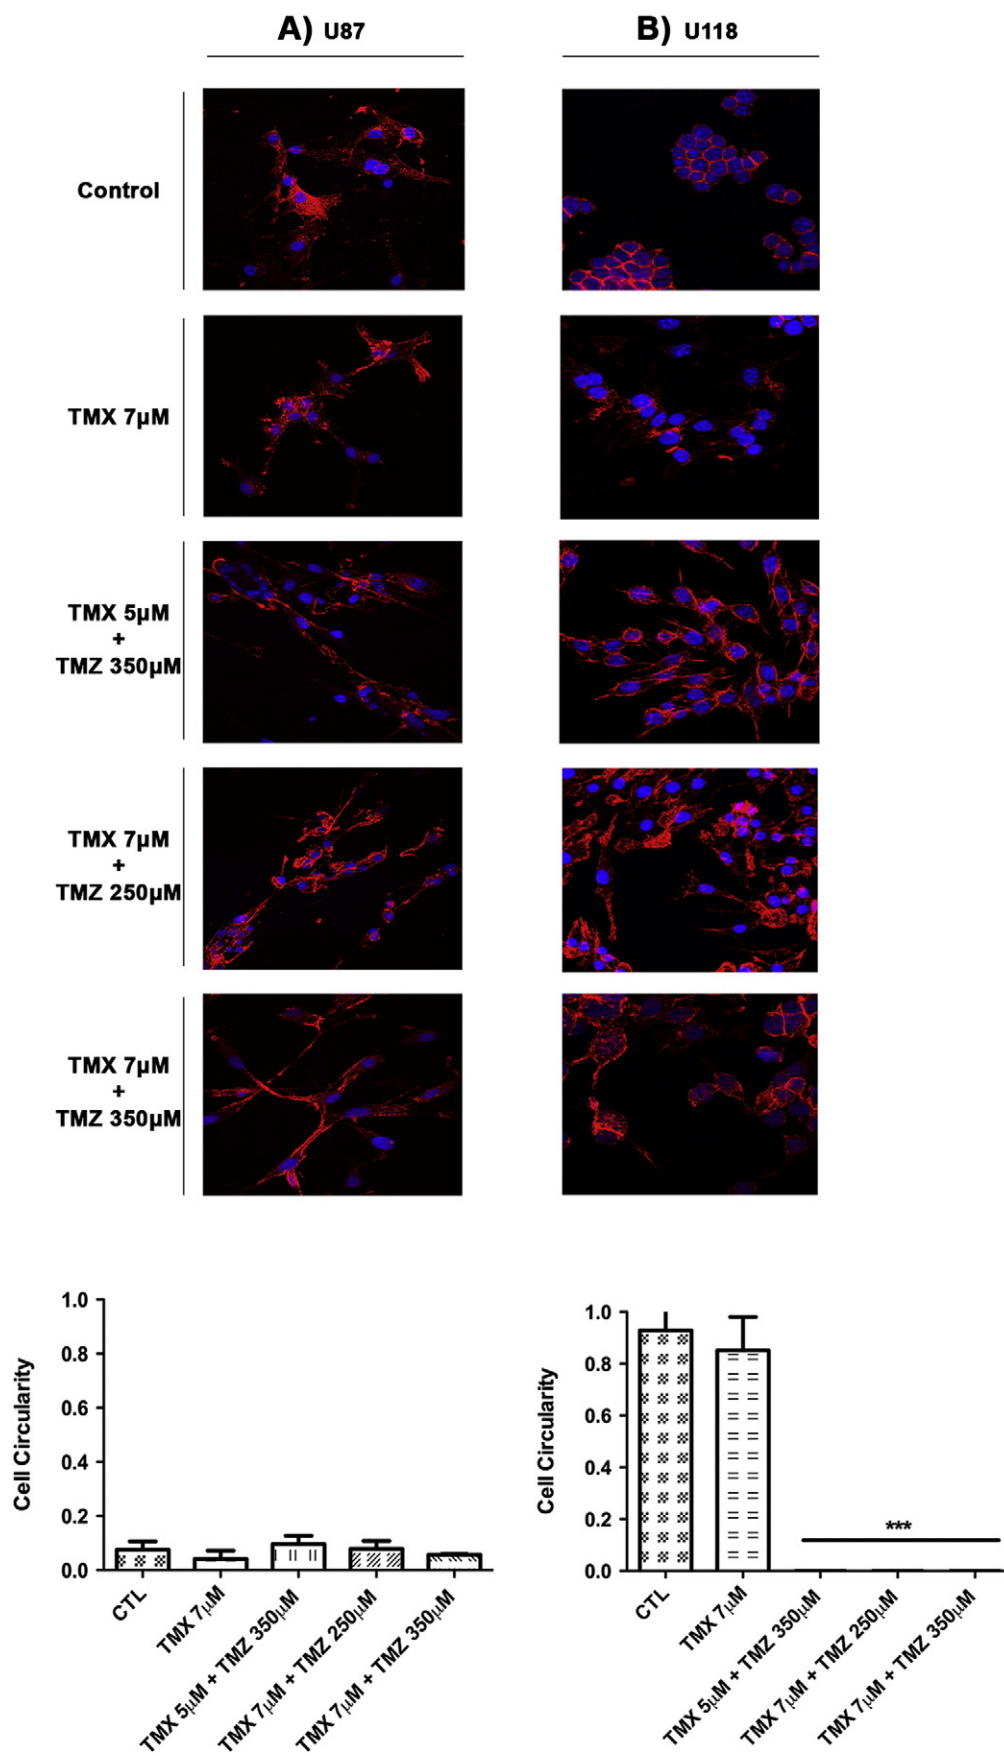 A) U87
B) U118
Control
TMX 7μM
TMX 5μM
+
TMZ 350μM
TMX 7μM
+
TMZ 250μM
TMX 7μM
+
TMZ 350μM
Cell Circularity
1.0
0.8
0.6
0.4
0.2
0.0
CTL
TMX 7μM
TMX 5μM + TMZ 350μM
TMX 7μM + TMZ 250μM
TMX 7μM + TMZ 350μM
Cell Circularity
1.0
0.8
0.6
0.4
0.2
0.0
***
CTL
TMX 7μM
TMX 5μM + TMZ 350μM
TMX 7μM + TMZ 250μM
TMX 7μM + TMZ 350μM